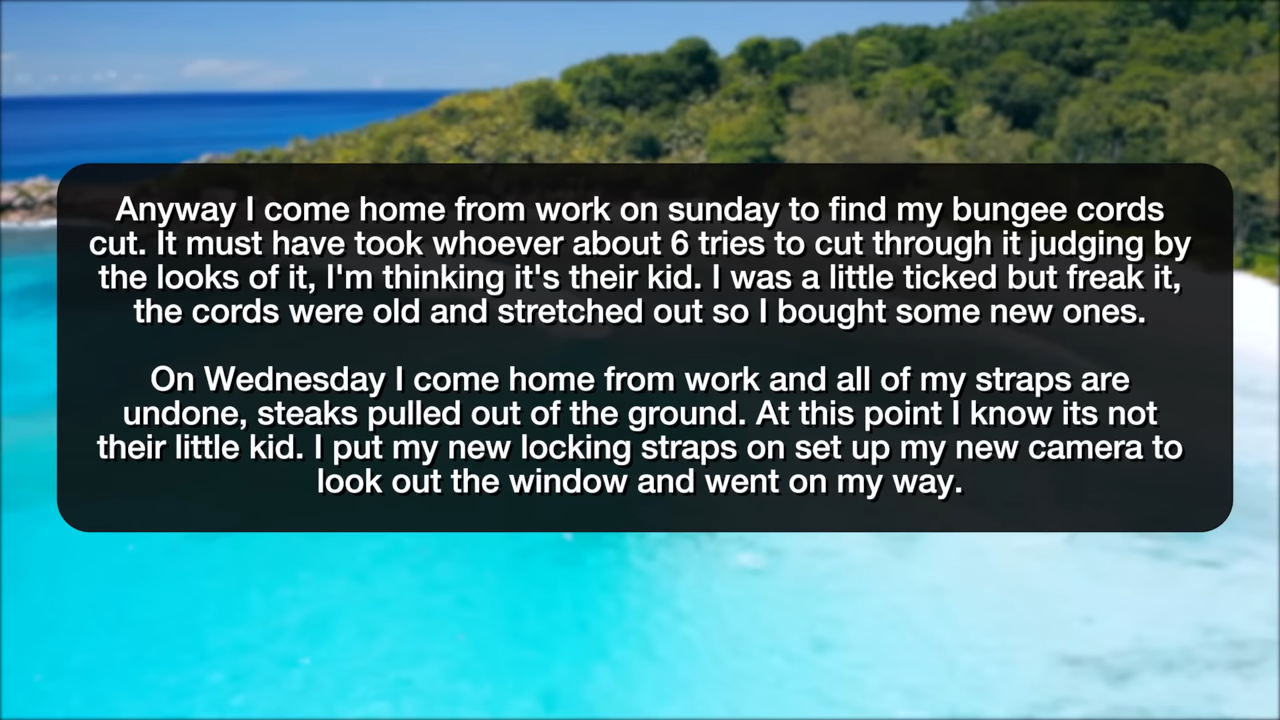 Anyway I come home from work on sunday to find my bungee cords
cut. It must have took whoever about 6 tries to cut through it judging by
the looks of it, I'm thinking it's their kid. I was a little ticked but freak it,
the cords were old and stretched out so I bought some new ones.
On Wednesday I come home from work and all of my straps are
undone, steaks pulled out of the ground. At this point I know its not
their little kid. I put my new locking straps on set up my new camera to
look out the window and went on my way.